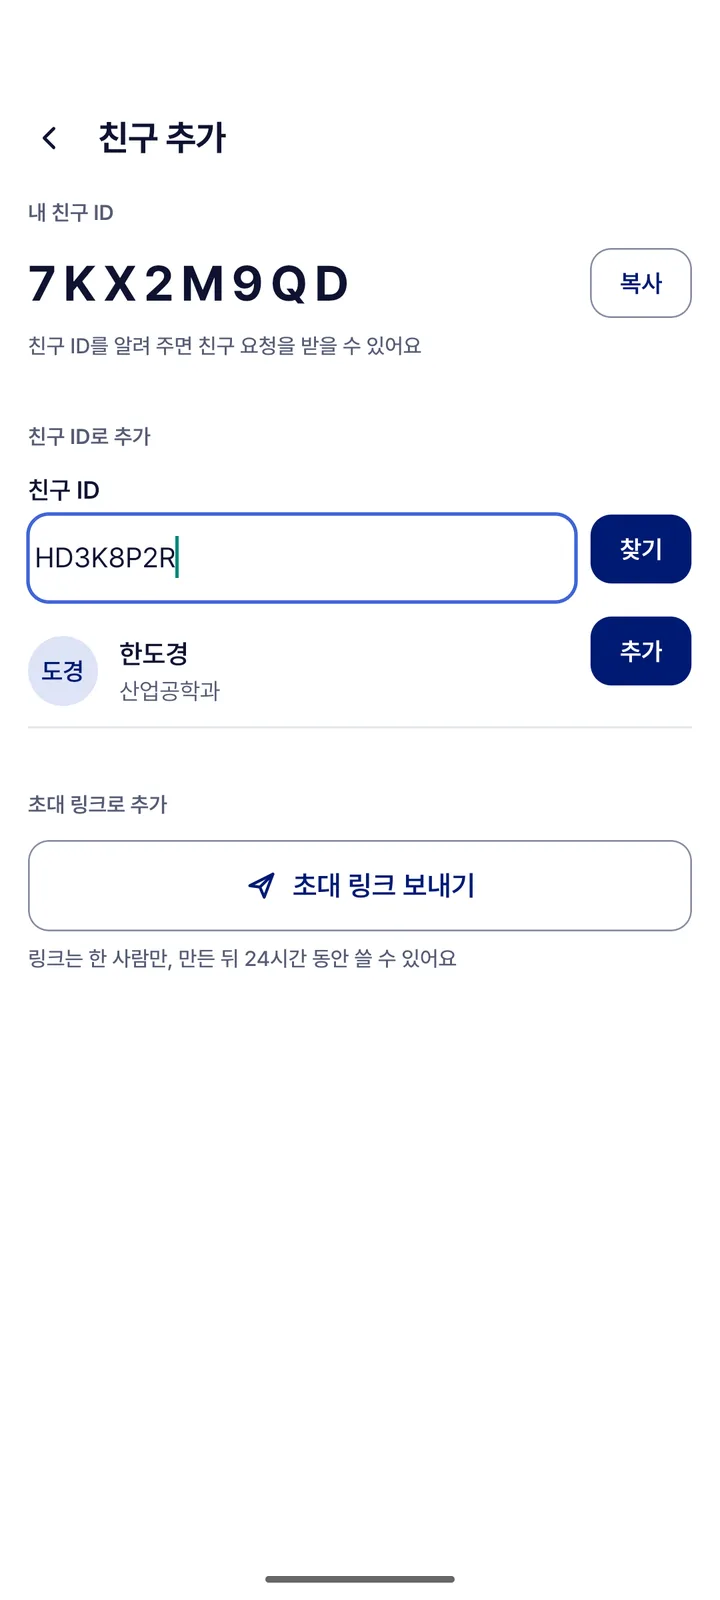 친구 추가
내 친구 ID
7KX2M9QD
복사
친구 ID를 알려 주면 친구 요청을 받을 수 있어요
친구 ID로 추가
친구 ID
HD3K8P2R
찾기
도경
한도경
산업공학과
추가
초대 링크로 추가
초대 링크 보내기
링크는 한 사람만, 만든 뒤 24시간 동안 쓸 수 있어요